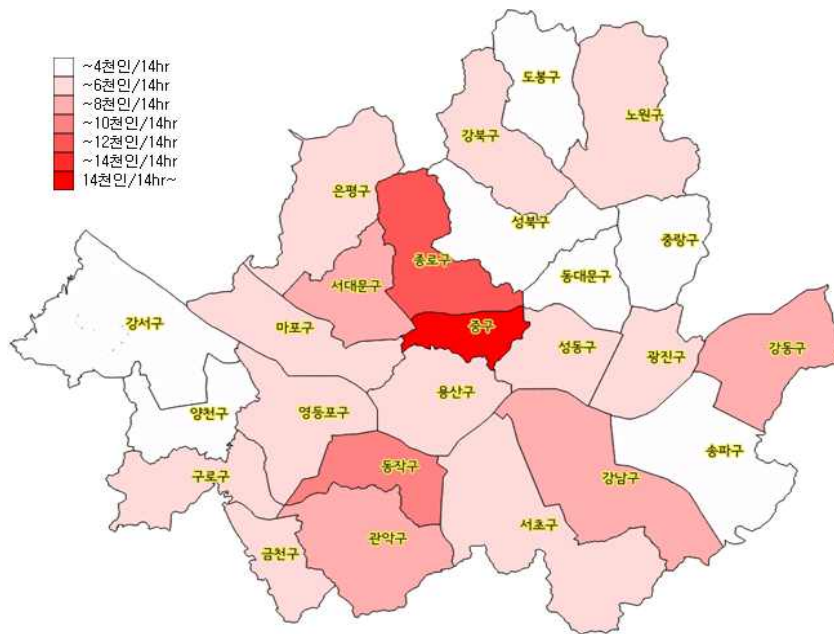 ~4천인/14hr
~6천인/14hr
~8천인/14hr
~10천인/14hr
~12천인/14hr
~14천인/14hr
14천인/14hr~
도봉구
노원구
강북구
은평구
성북구
중랑구
종로구
동대문구
서대문구
강서구
마포구
중구
성동구
광진구
강동구
용산구
양천구
영등포구
송파구
동작구
구로구
강남구
서초구
관악구
금천구